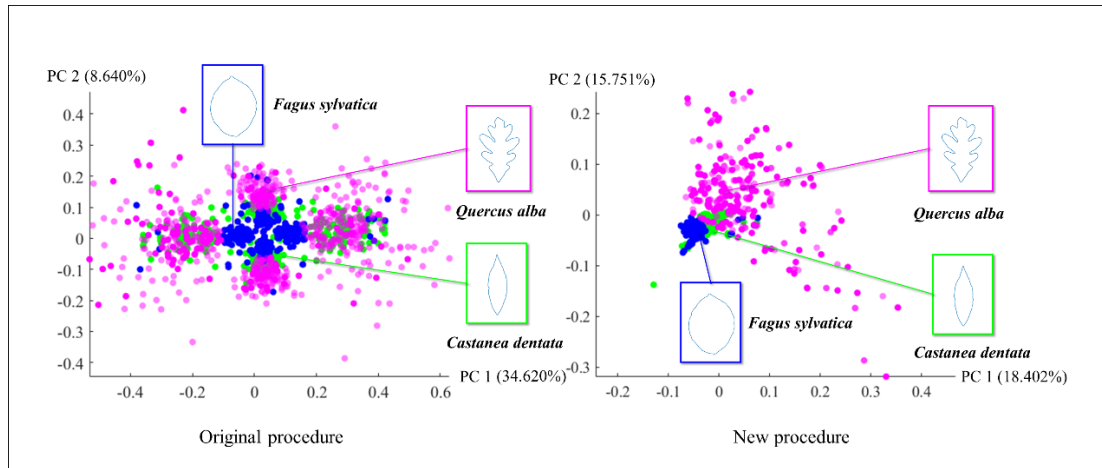 PC 2 (8.640%)
Fagus sylvatica
0.4
0.3
0.2
0.1
0
-0.1
-0.2
-0.3
-0.4
Quercus alba
Castanea dentata
PC 1 (34.620%)
-0.4
-0.2
0
0.2
0.4
0.6
Original procedure
PC 2 (15.751%)
0.2
0.1
0
-0.1
-0.2
-0.3
Quercus alba
Fagus sylvatica
Castanea dentata
PC 1 (18.402%)
-0.2
-0.1
0
0.1
0.2
0.3
0.4
New procedure